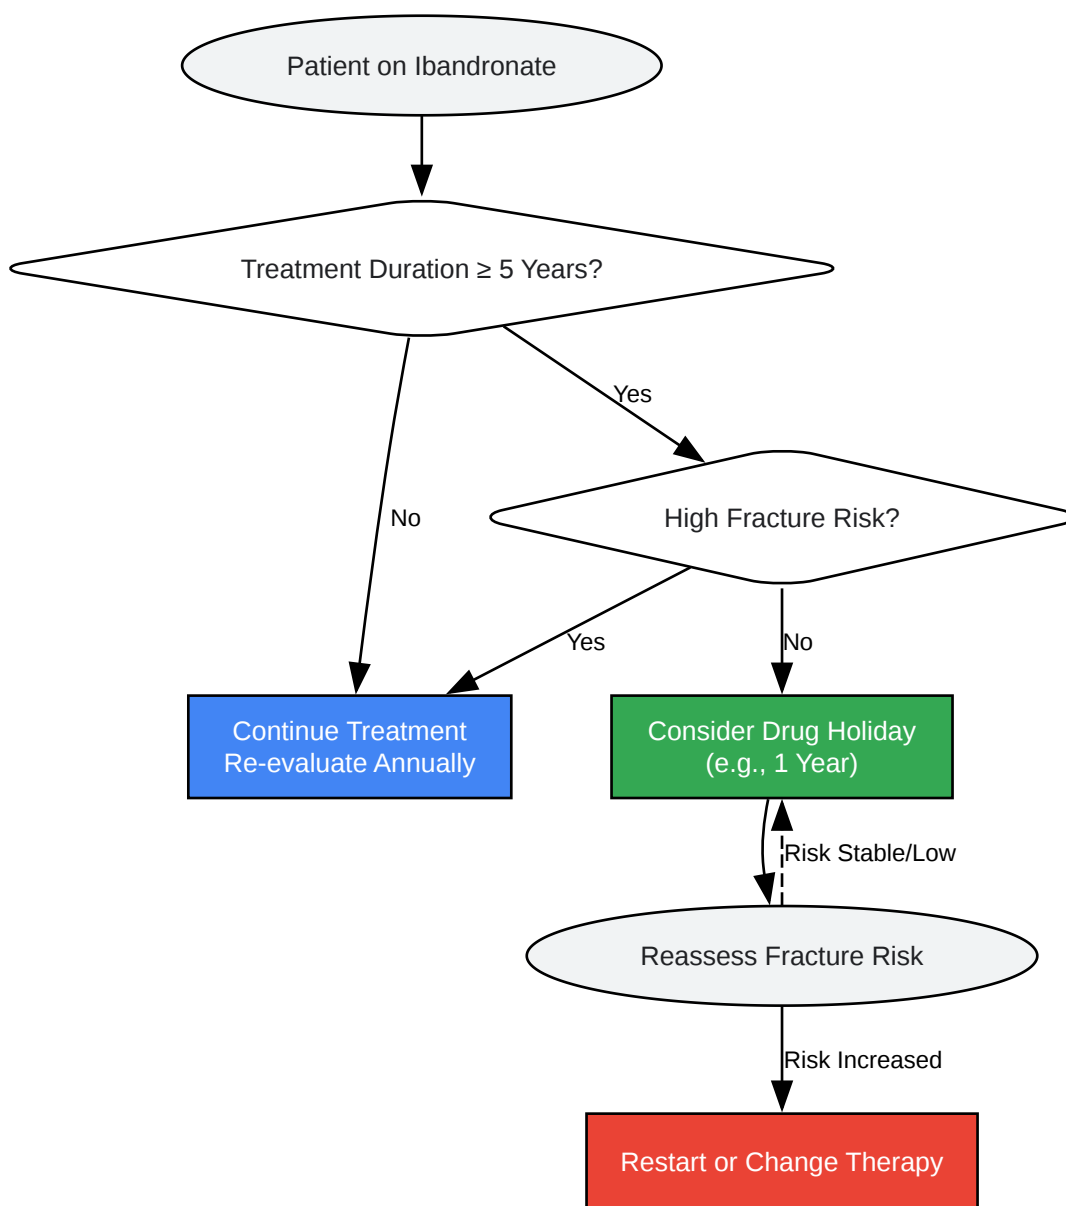 Patient on Ibandronate
Treatment Duration ≥ 5 Years?
Yes
No
High Fracture Risk?
Yes
No
Continue Treatment
Re-evaluate Annually
Consider Drug Holiday
(e.g., 1 Year)
Risk Stable/Low
Reassess Fracture Risk
Risk Increased
Restart or Change Therapy